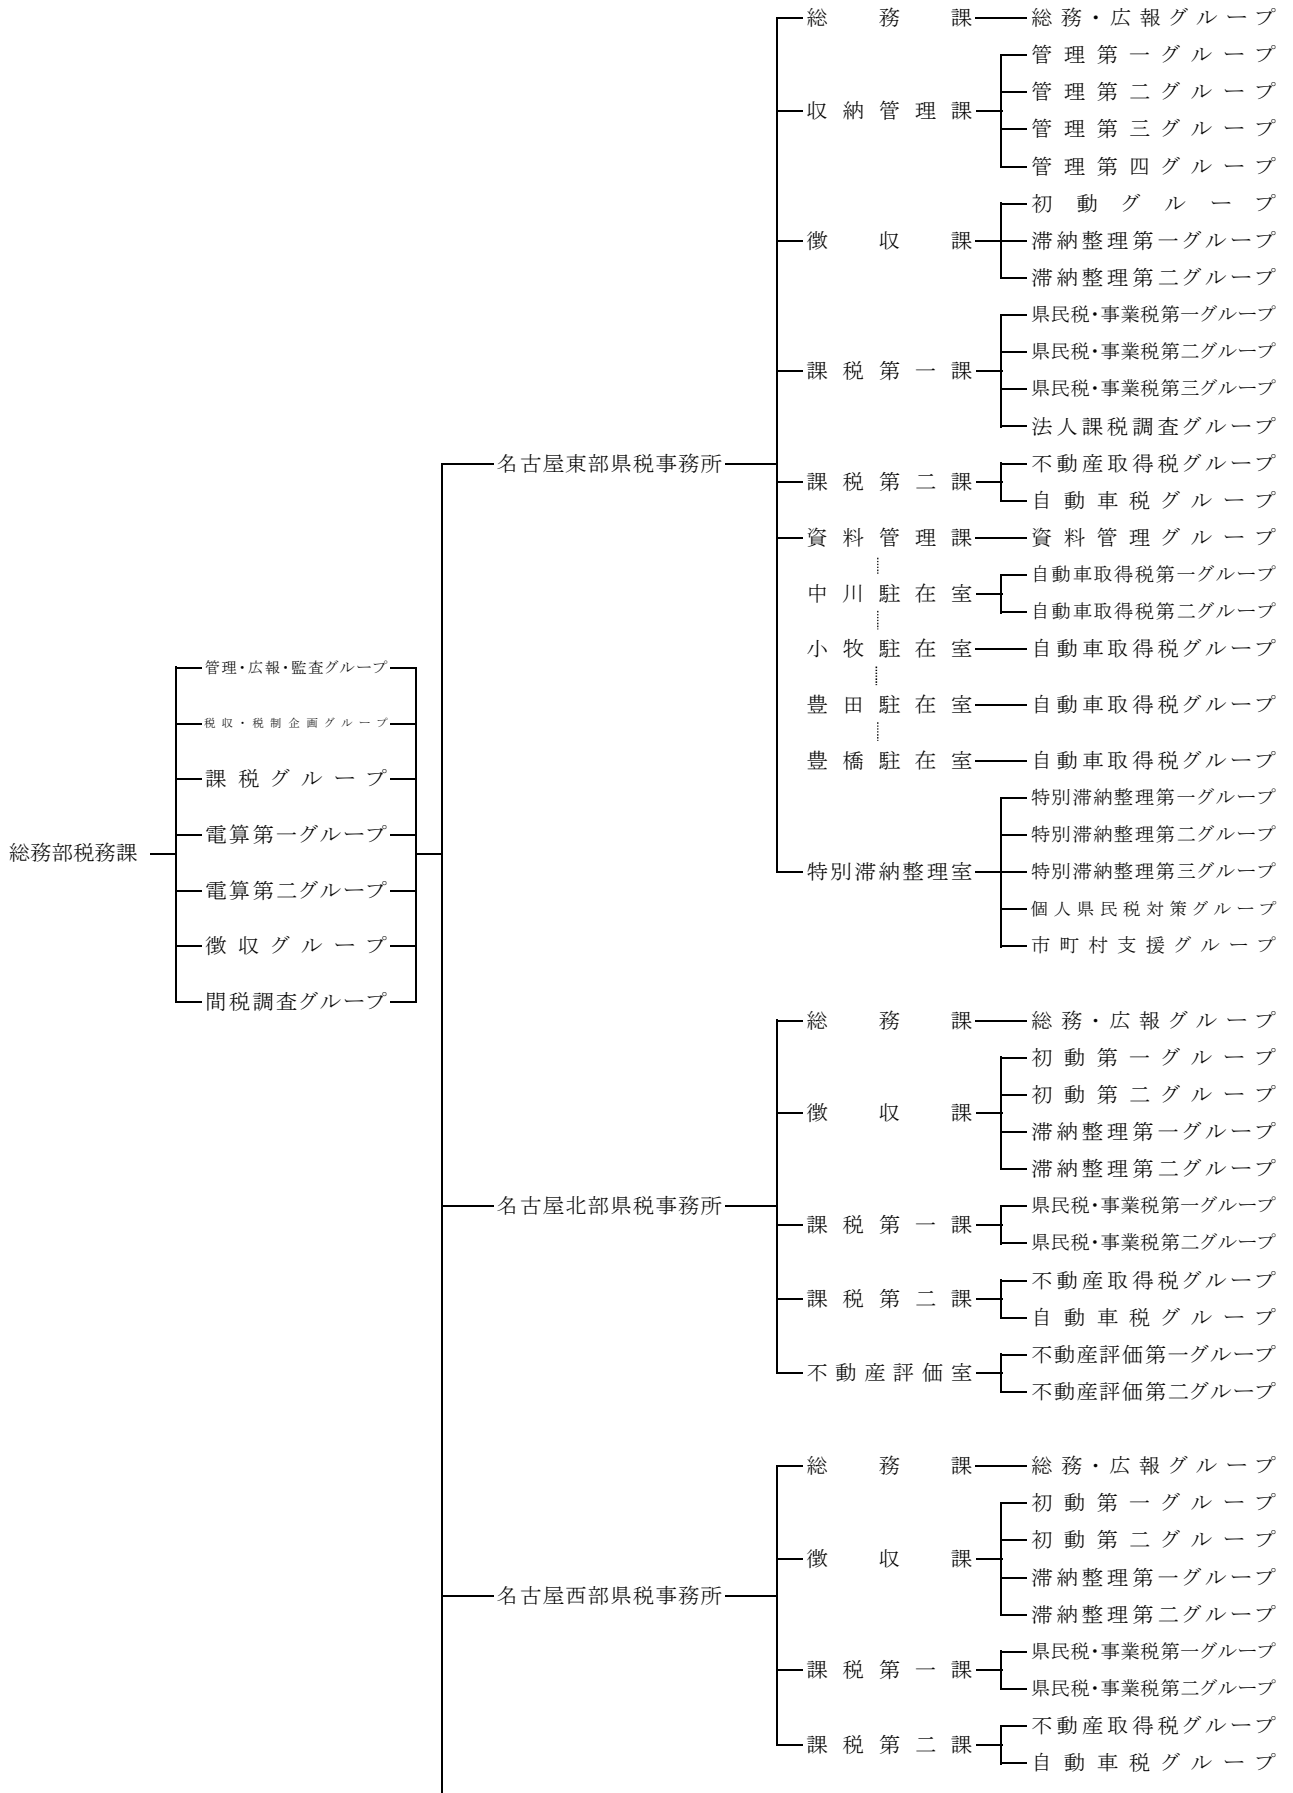 総務課 総務・広報グループ
管理第一グループ
管理第二グループ
収納管理課
管理第三グループ
管理第四グループ
初動グループ
徴収課 滞納整理第一グループ
滞納整理第二グループ
県民税・事業税第一グループ
県民税・事業税第二グループ
課税第一課
県民税・事業税第三グループ
法人課税調査グループ
名古屋東部県税事務所 不動産取得税グループ
課税第二課
自動車税グループ
資料管理課 資料管理グループ
自動車取得税第一グループ
中川駐在室
自動車取得税第二グループ
小牧駐在室 自動車取得税グループ
管理・広報・監査グループ
豊田駐在室 自動車取得税グループ
税収・税制企画グループ
豊橋駐在室 自動車取得税グループ
課税グループ
特別滞納整理第一グループ
電算第一グループ 特別滞納整理第二グループ
総務部税務課
特別滞納整理室 特別滞納整理第三グループ
電算第二グループ
個人県民税対策グループ
徴収グループ 市町村支援グループ
間税調査グループ
総務課 総務・広報グループ
初動第一グループ
初動第二グループ
徴収課
滞納整理第一グループ
滞納整理第二グループ
名古屋北部県税事務所 県民税・事業税第一グループ
課税第一課
県民税・事業税第二グループ
不動産取得税グループ
課税第二課
自動車税グループ
不動産評価第一グループ
不動産評価室
不動産評価第二グループ
総務課 総務・広報グループ
初動第一グループ
初動第二グループ
徴収課
滞納整理第一グループ
名古屋西部県税事務所
滞納整理第二グループ
県民税・事業税第一グループ
課税第一課
県民税・事業税第二グループ
不動産取得税グループ
課税第二課
自動車税グループ